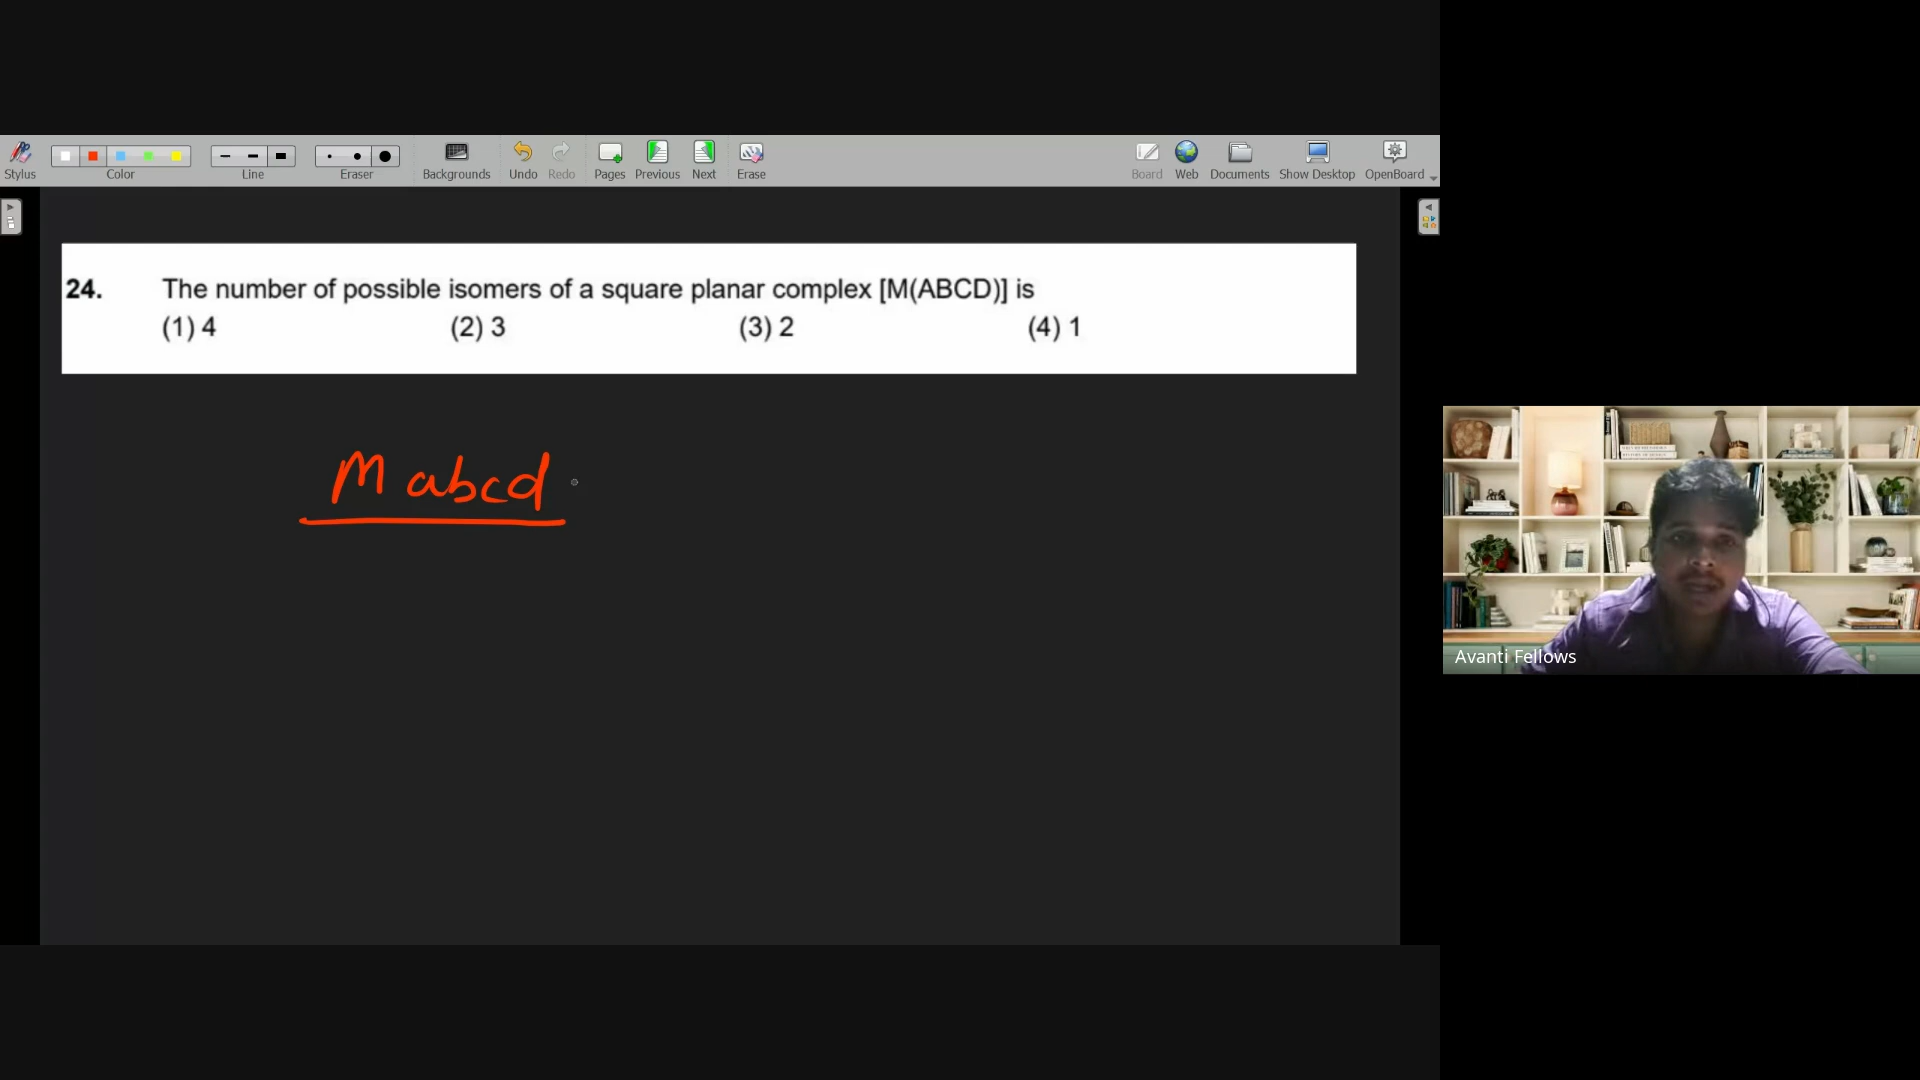 Stylus
Color
Line
Eraser
Backgrounds
Undo
Redo
Pages
Previous
Next
Erase
Board
Web
Documents
Show Desktop
OpenBoard
24. The number of possible isomers of a square planar complex [M(ABCD)] is
(1) 4 (2) 3 (3) 2 (4) 1
M abcd
Avanti Fellows